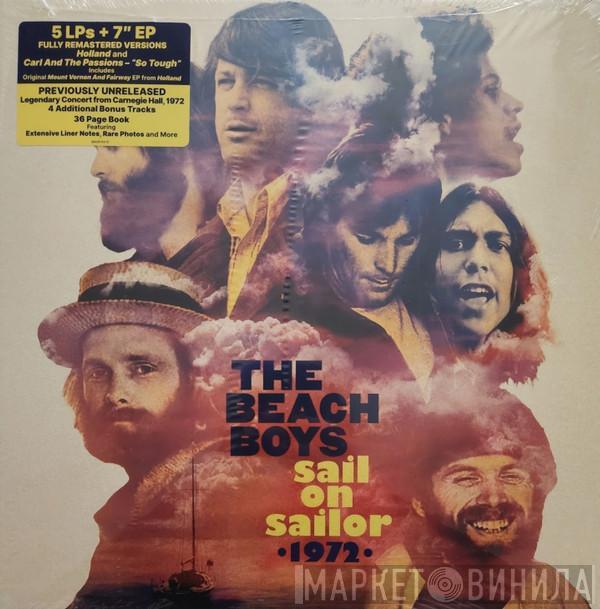 5 LPs + 7" EP
FULLY REMASTERED VERSIONS
Holland and
Carl And The Passions – "So Tough"
Includes
Original Mount Vernon And Fairway EP from Holland
PREVIOUSLY UNRELEASED
Legendary Concert from Carnegie Hall, 1972
4 Additional Bonus Tracks
36 Page Book
Featuring
Extensive Liner Notes, Rare Photos and More
THE
BEACH
BOYS
sail
on
sailor
•1972•
МАРКЕТ ВИНИЛА